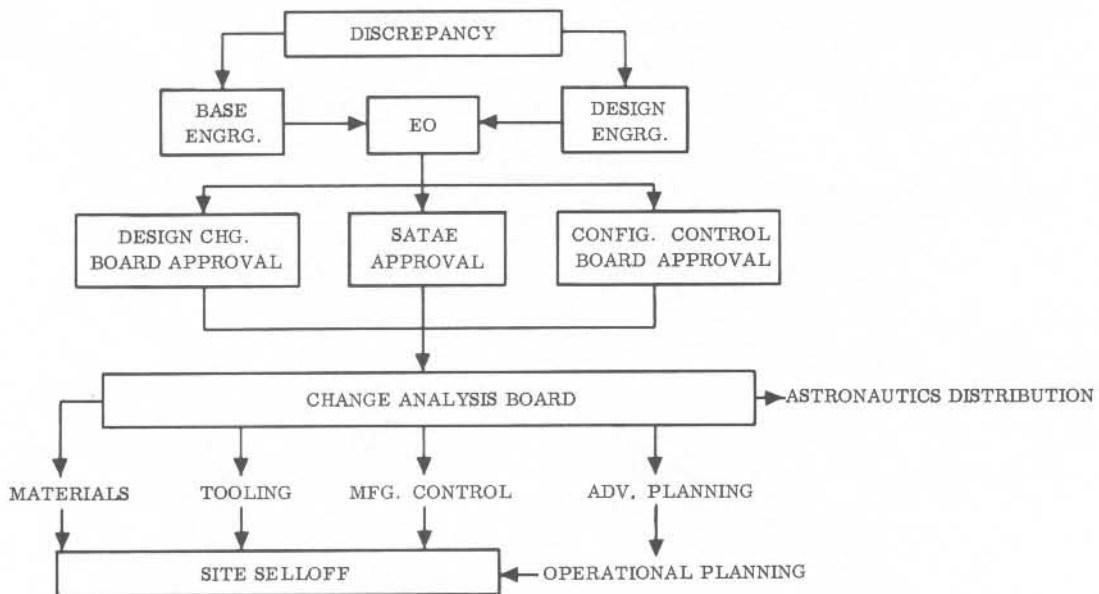 DISCREPANCY
BASE
ENGRG.
EO
DESIGN
ENGRG.
DESIGN CHG.
BOARD APPROVAL
SATAE
APPROVAL
CONFIG. CONTROL
BOARD APPROVAL
CHANGE ANALYSIS BOARD
ASTRONAUTICS DISTRIBUTION
MATERIALS
TOOLING
MFG. CONTROL
ADV. PLANNING
SITE SELLOFF
OPERATIONAL PLANNING